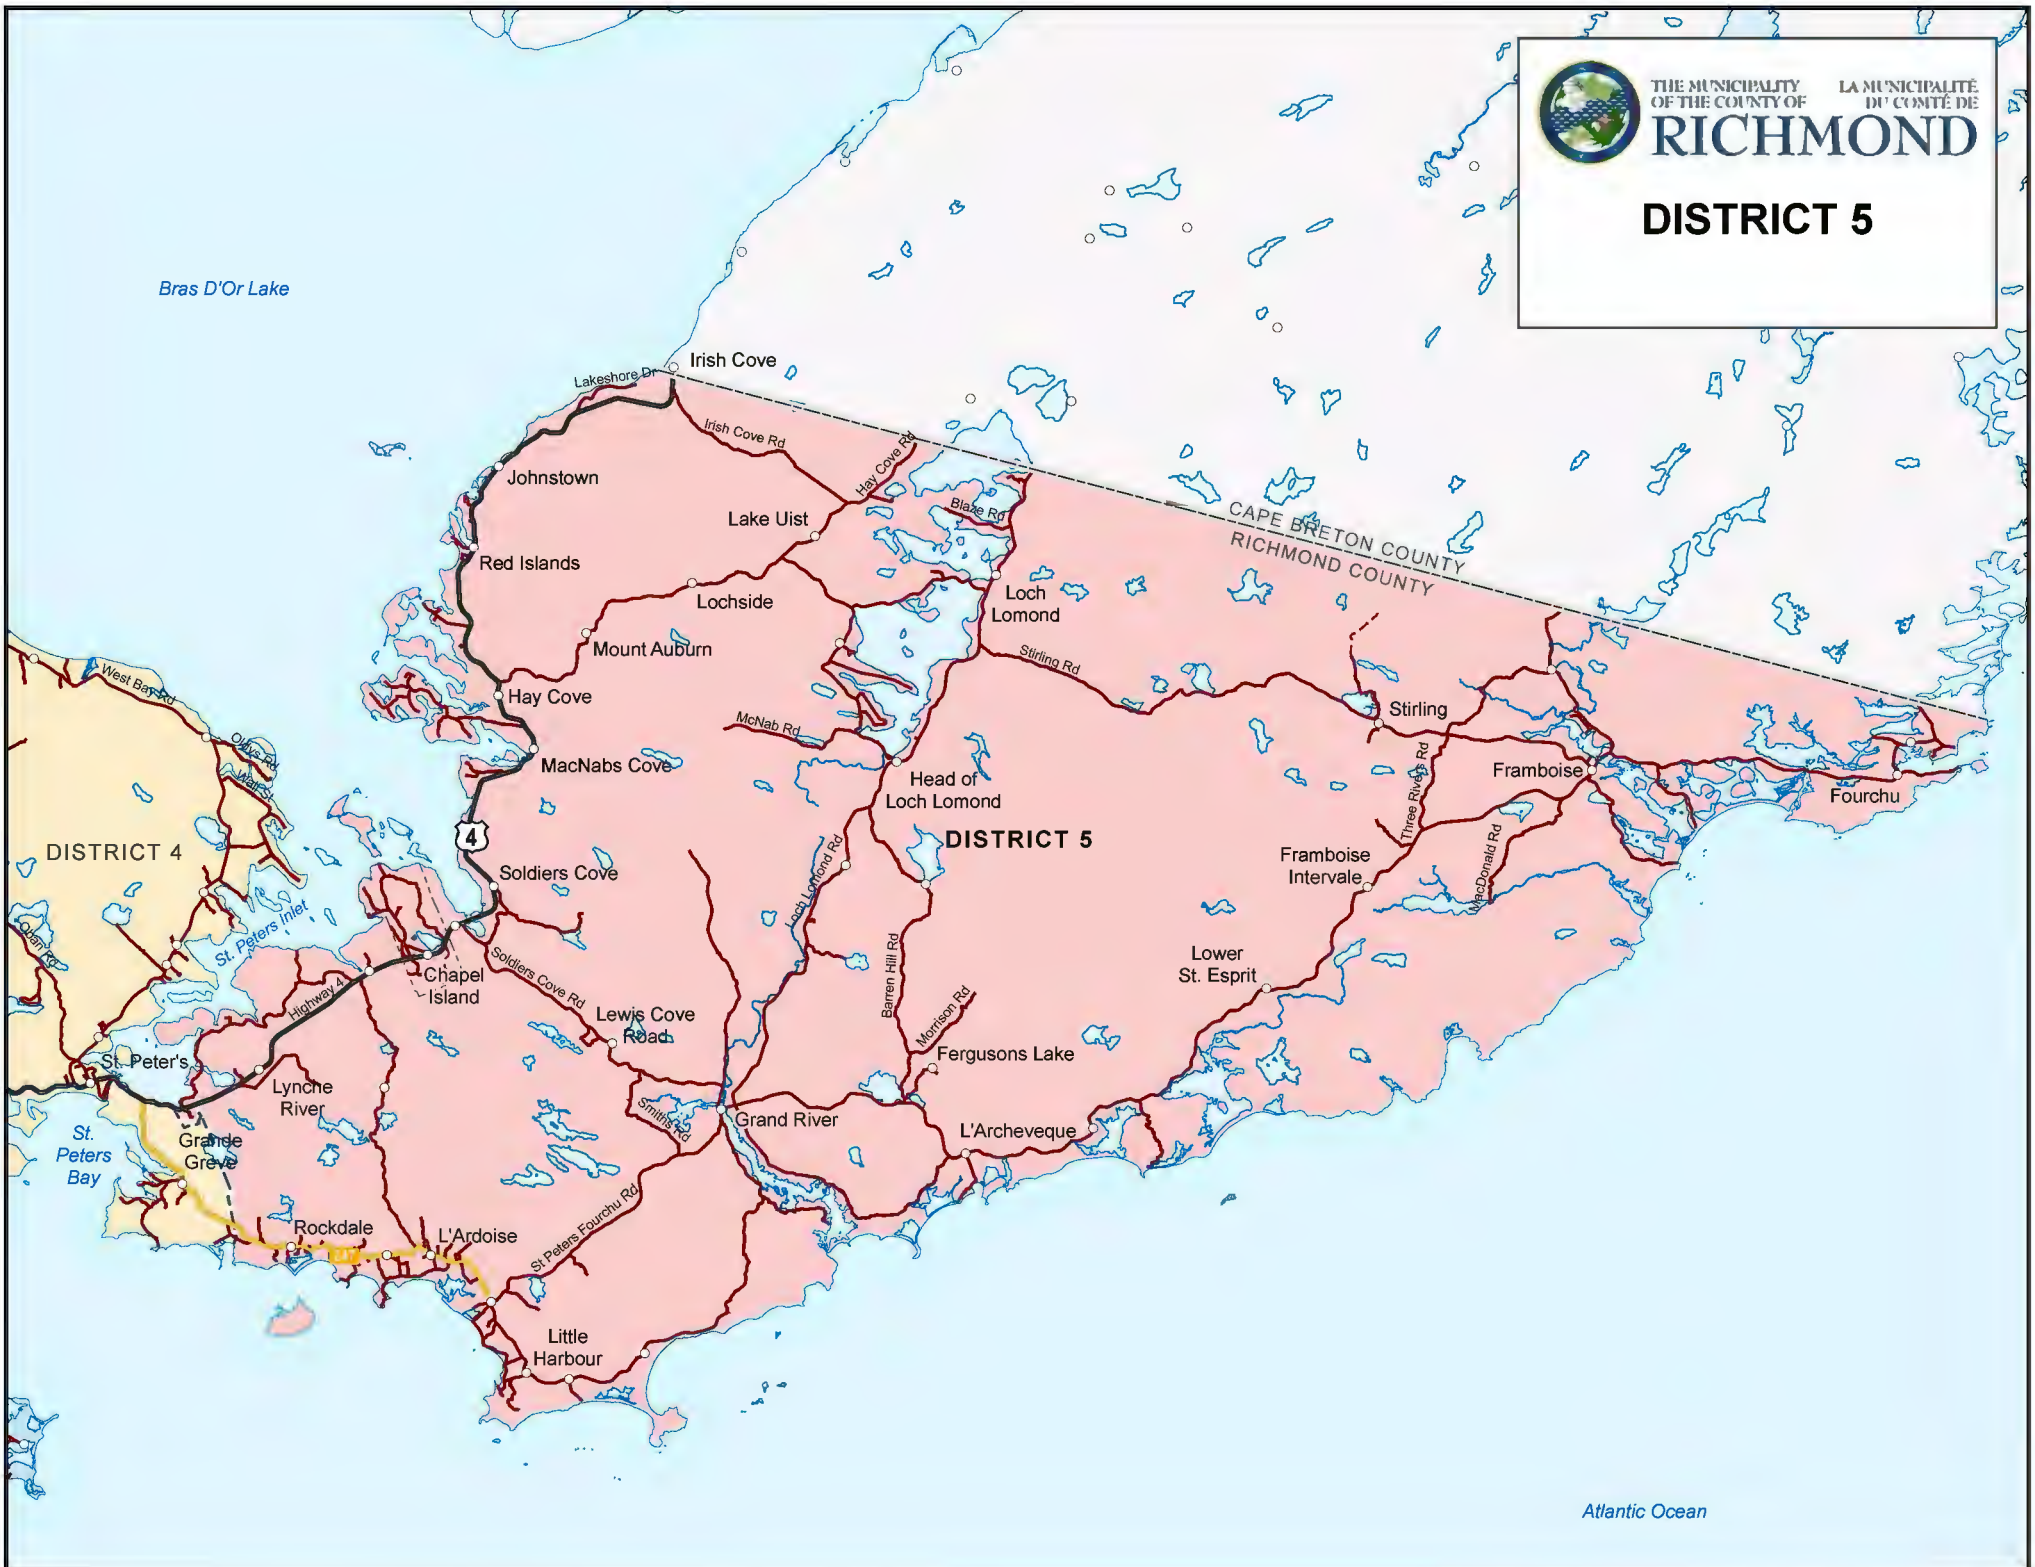 THE MUNICIPALITY
OF THE COUNTY OF
LA MUNICIPALITÉ
DU COMTÉ DE
RICHMOND
DISTRICT 5
Bras D'Or Lake
Irish Cove
Lakeshore Dr
Irish Cove Rd
Hay Cove Rd
Johnstown
Blaze Rd
Lake Uist
CAPE BRETON COUNTY
RICHMOND COUNTY
Red Islands
Loch
Lomond
Lochside
Mount Auburn
Stirling Rd
West Bay Rd
Hay Cove
Stirling
McNab Rd
Oldys Rd
MacNabs Cove
Three Rivers Rd
Framboise
Head of
Loch Lomond
Walls
Fourchu
4
DISTRICT 5
DISTRICT 4
Framboise
Intervale
MacDonald Rd
Soldiers Cove
Loch Lomond Rd
St. Peters Inlet
Oban Rd
Lower
St. Esprit
Barren Hill Rd
Chapel
Island
Soldiers Cove Rd
Highway 4
Lewis Cove
Road
Morrison Rd
Fergusons Lake
St. Peter's
Lynche
River
Smiths Rd
Grand River
L'Archeveque
St.
Peters
Bay
Grande
Greve
St Peters Fourchu Rd
Rockdale
L'Ardoise
247
Little
Harbour
Atlantic Ocean